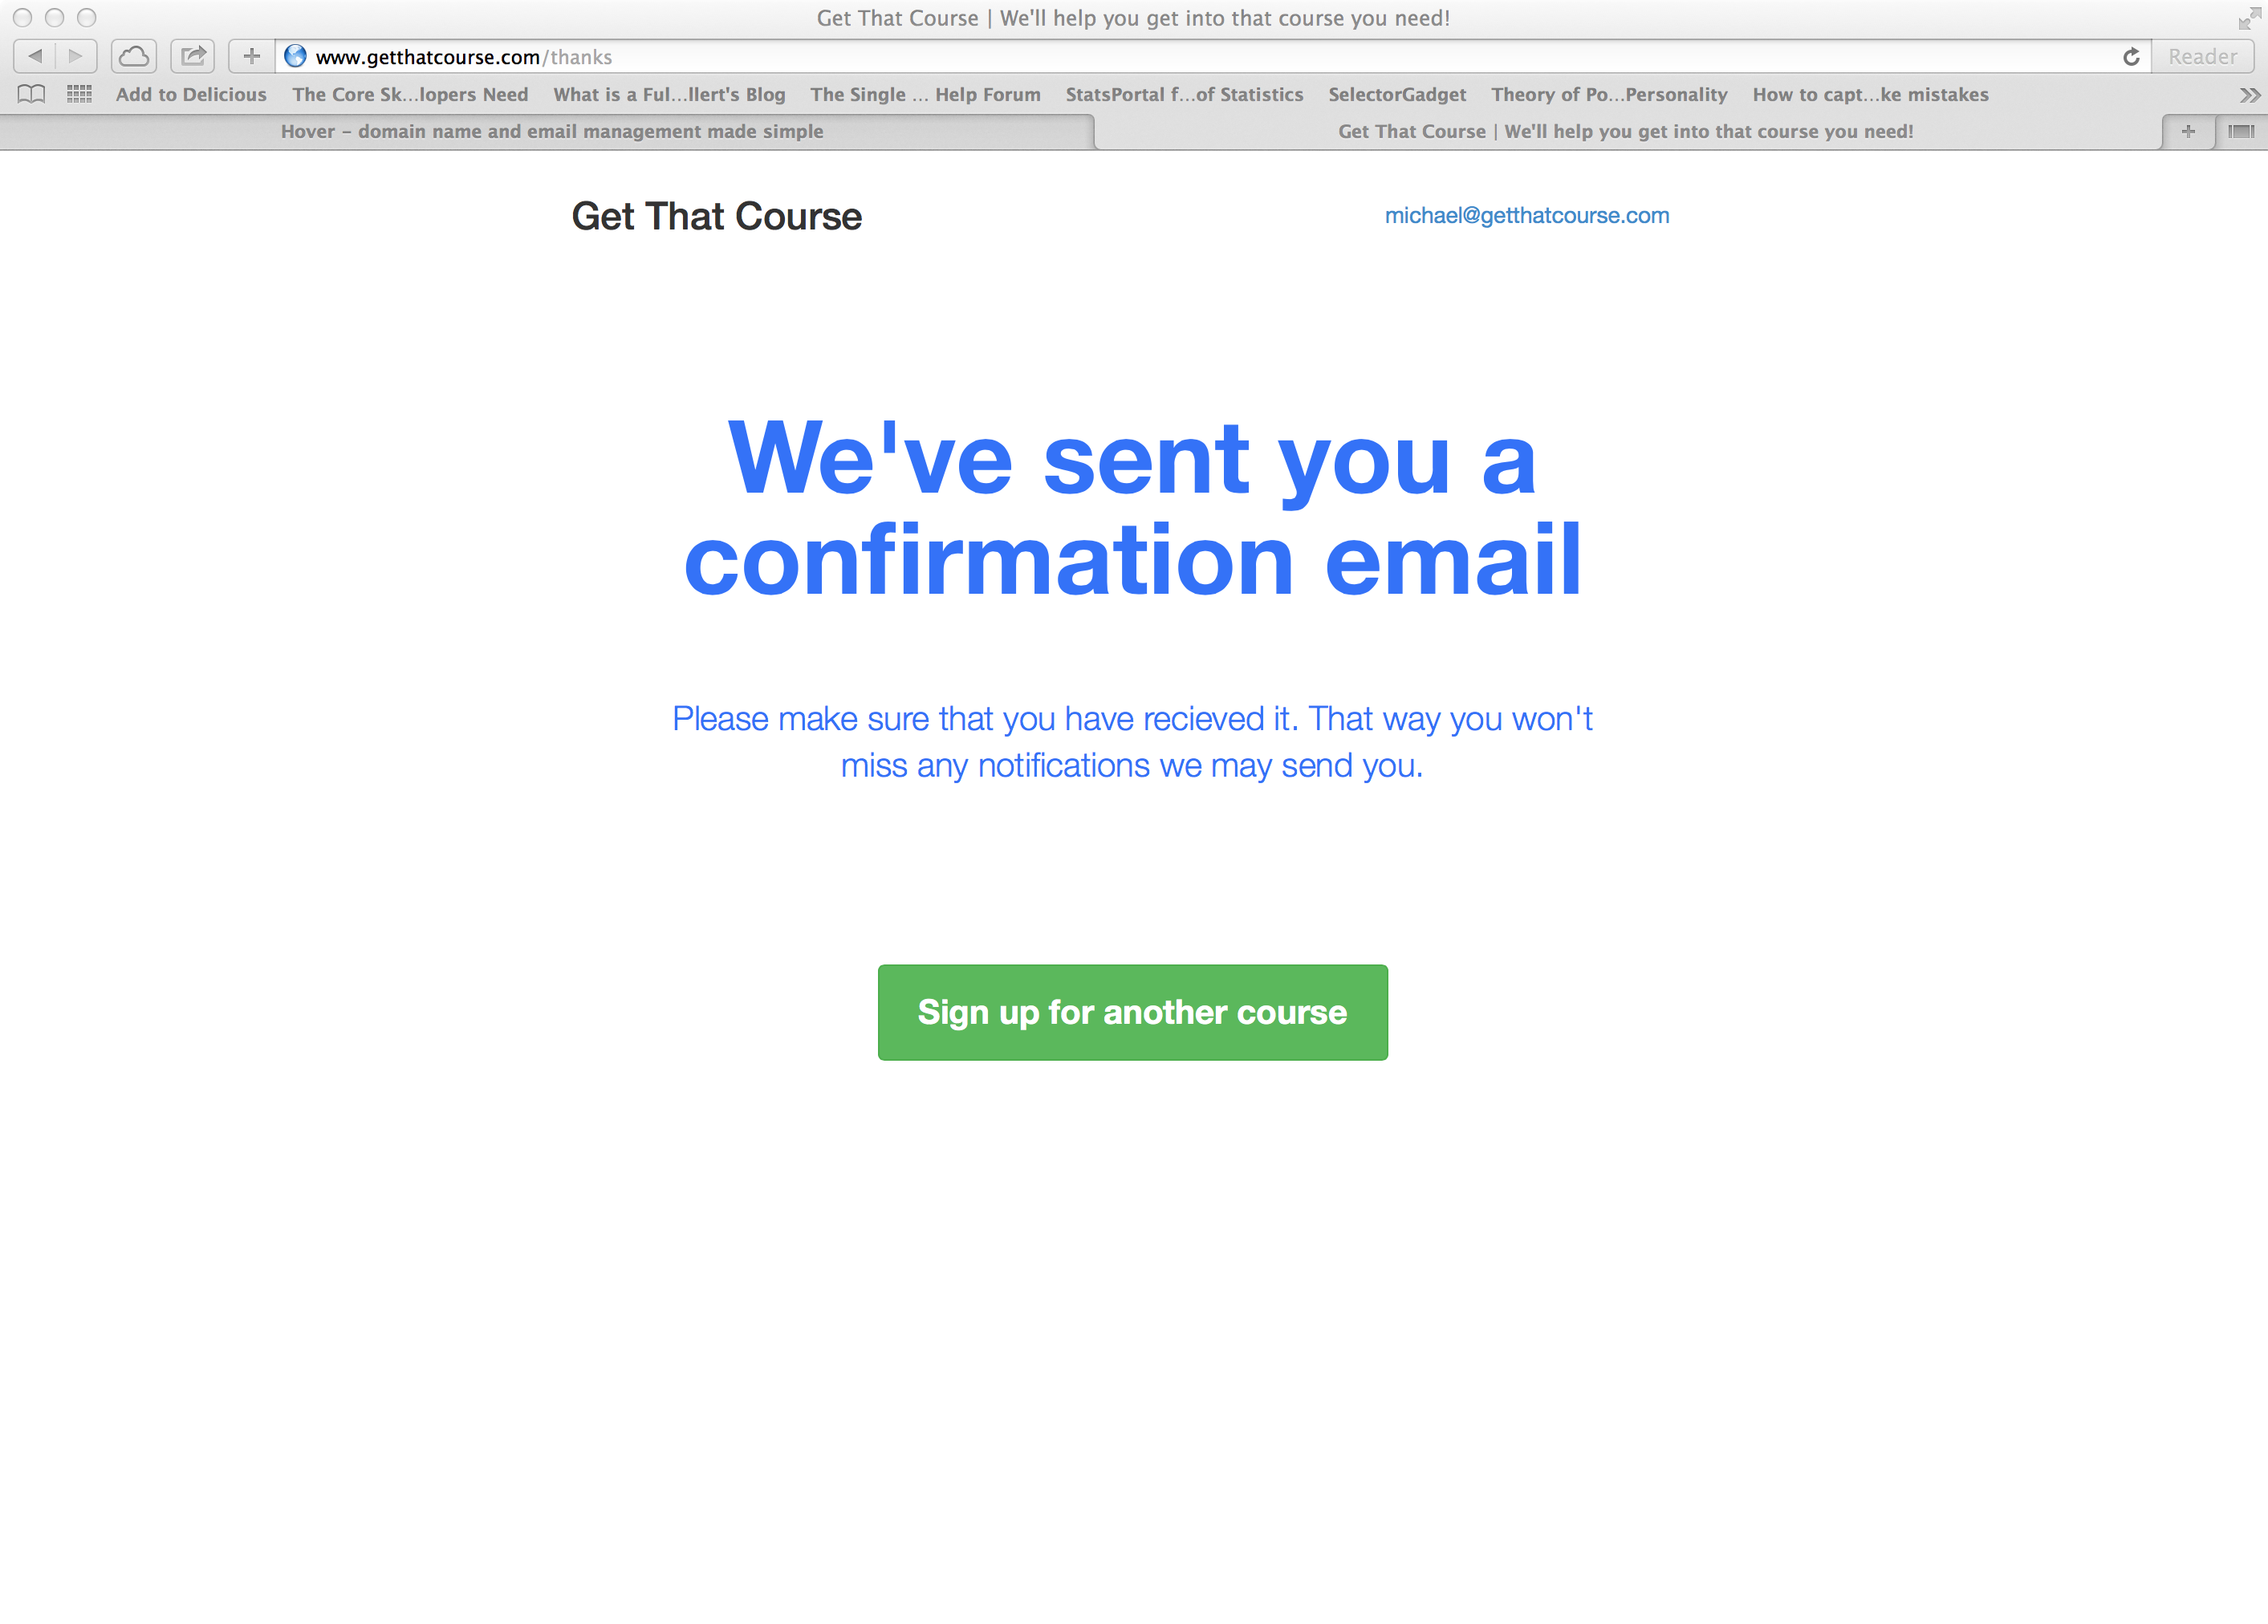 Get That Course | We'll help you get into that course you need!
www.getthatcourse.com/thanks
Reader
Add to Delicious The Core Sk...lopers Need What is a Ful...llert's Blog The Single ... Help Forum StatsPortal f...of Statistics SelectorGadget Theory of Po...Personality How to capt...ke mistakes
Hover – domain name and email management made simple Get That Course | We'll help you get into that course you need!
Get That Course michael@getthatcourse.com
We've sent you a
confirmation email
Please make sure that you have recieved it. That way you won't
miss any notifications we may send you.
Sign up for another course